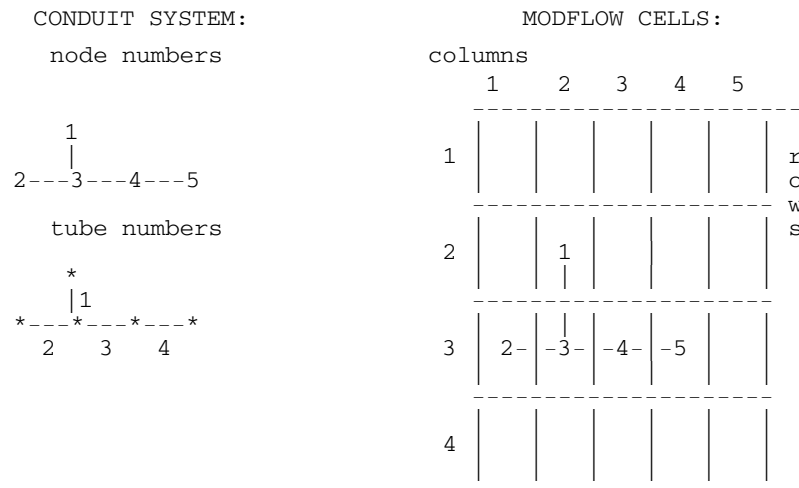 CONDUIT SYSTEM:
node numbers
1
|
2---3---4---5
tube numbers
*
|1
*---*---*---*
2 3 4
MODFLOW CELLS:
columns
1 2 3 4 5
1
rows
2 1
3 2- -3- -4- -5
4